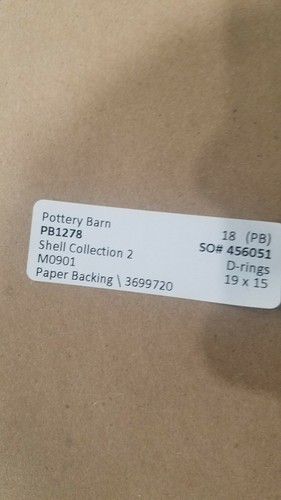 Pottery Barn
PB1278
Shell Collection 2
M0901
Paper Backing \ 3699720
18 (PB)
SO# 456051
D-rings
19 x 15